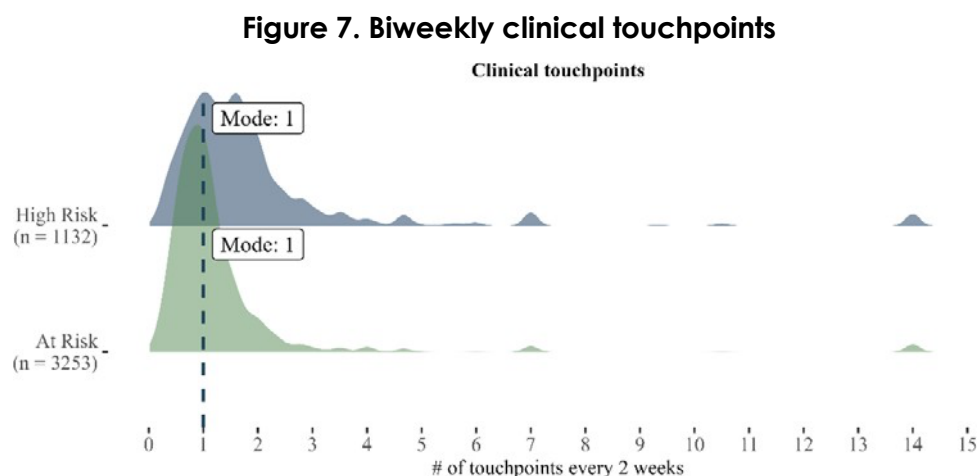 Figure 7. Biweekly clinical touchpoints
Clinical touchpoints
Mode: 1
High Risk
(n = 1132)
Mode: 1
At Risk
(n = 3253)
0 1 2 3 4 5 6 7 8 9 10 11 12 13 14 15
# of touchpoints every 2 weeks